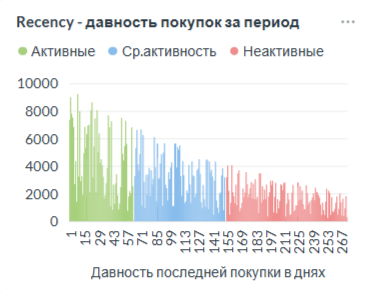 Recency - давность покупок за период
Активные Ср.активность Неактивные
10000
8000
6000
4000
2000
0
1 15 29 43 57 71 85 99 113 127 141 155 169 183 197 211 225 239 253 267
Давность последней покупки в днях